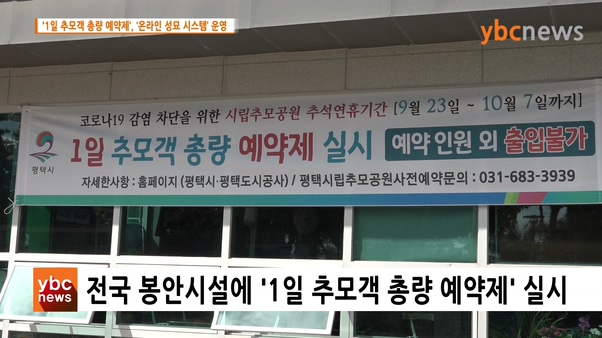 '1일 추모객 총량 예약제', '온라인 성묘 시스템' 운영
ybcnews
코로나19 감염 차단을 위한 시립추모공원 추석연휴기간 [9월 23일 ~ 10월 7일까지]
1일 추모객 총량 예약제 실시 예약 인원 외 출입불가
평택시
자세한사항 : 홈페이지 (평택시·평택도시공사) / 평택시립추모공원사전예약문의 : 031-683-3939
ybc
news
전국 봉안시설에 '1일 추모객 총량 예약제' 실시